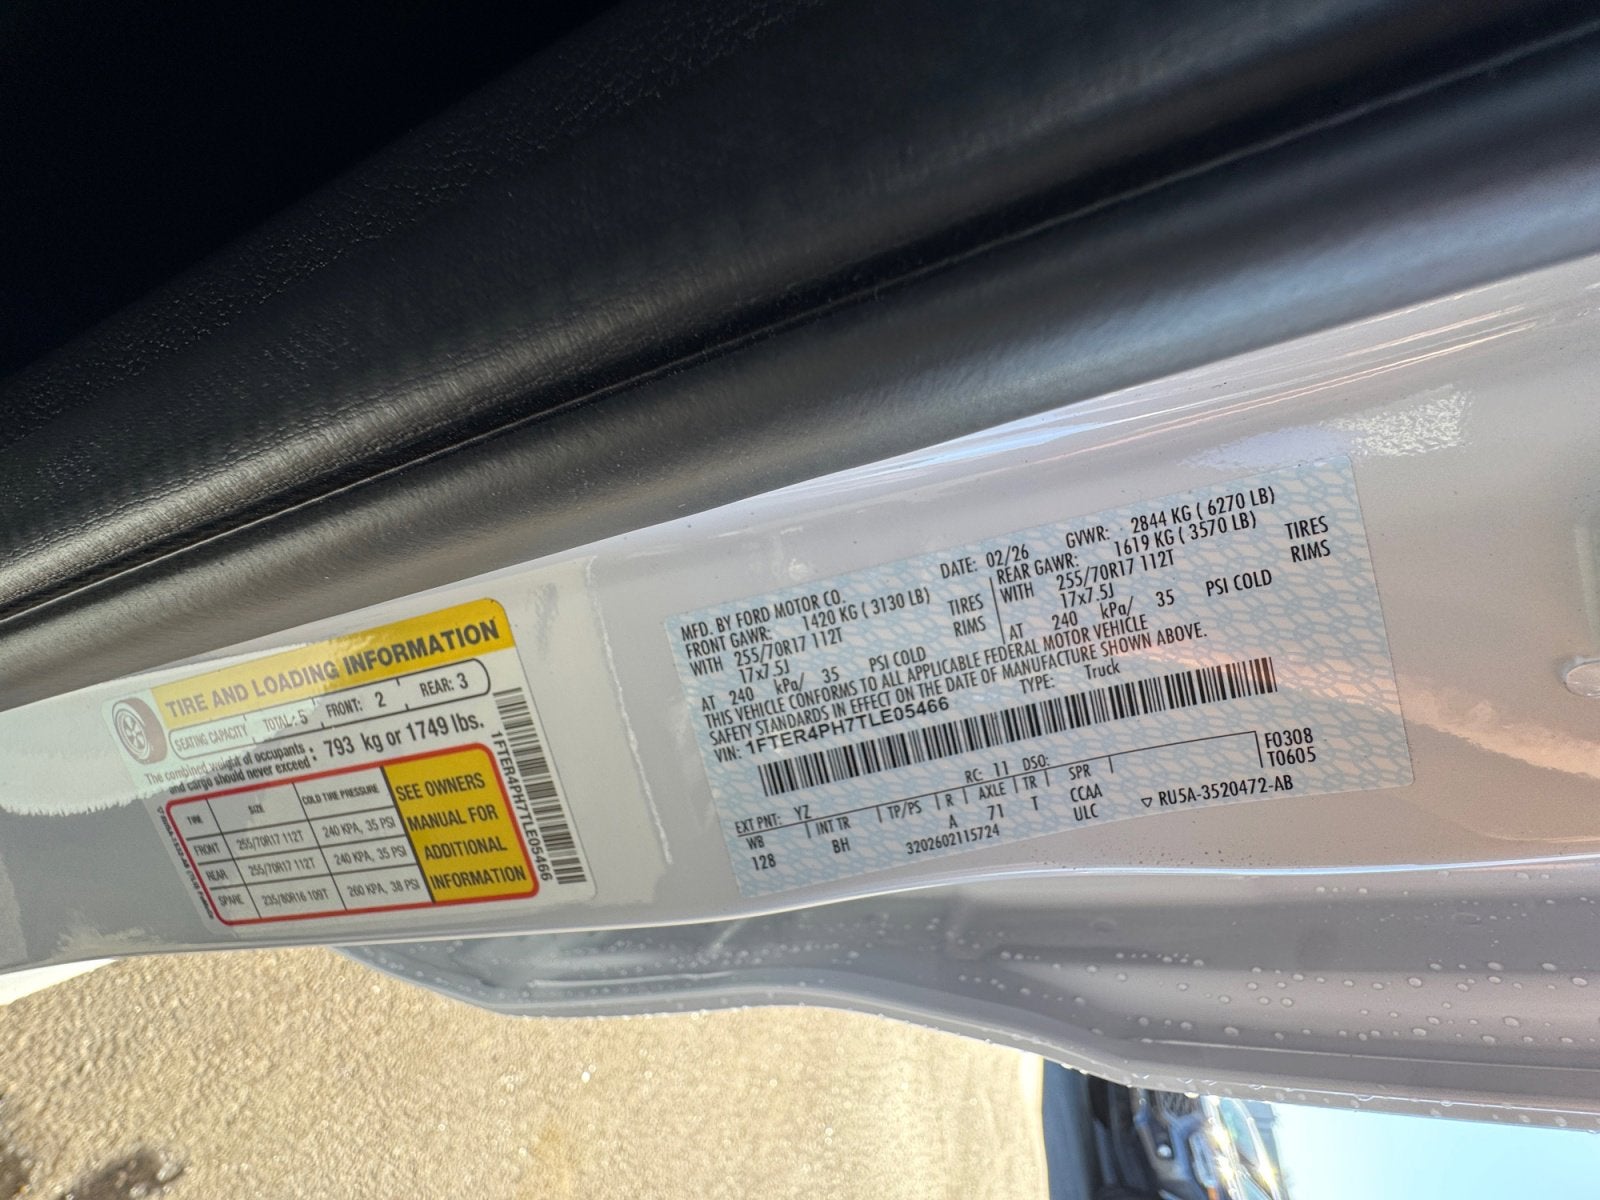 TIRE AND LOADING INFORMATION
SEATING CAPACITY TOTAL: 5 FRONT: 2 REAR: 3
The combined weight of occupants and cargo should never exceed : 793 kg or 1749 lbs.
TIRE SIZE COLD TIRE PRESSURE
FRONT 255/70R17 112T 240 KPA, 35 PSI
REAR 255/70R17 112T 240 KPA, 35 PSI
SPARE 235/80R16 109T 260 KPA, 38 PSI
SEE OWNERS
MANUAL FOR
ADDITIONAL
INFORMATION
1FTER4PH7TLE05466
MFD. BY FORD MOTOR CO. DATE: 02/26 GVWR: 2844 KG ( 6270 LB)
FRONT GAWR: 1420 KG ( 3130 LB) REAR GAWR: 1619 KG ( 3570 LB)
WITH 255/70R17 112T TIRES WITH 255/70R17 112T TIRES
17x7.5J RIMS 17x7.5J RIMS
AT 240 kPa/ 35 PSI COLD AT 240 kPa/ 35 PSI COLD
THIS VEHICLE CONFORMS TO ALL APPLICABLE FEDERAL MOTOR VEHICLE
SAFETY STANDARDS IN EFFECT ON THE DATE OF MANUFACTURE SHOWN ABOVE.
VIN: 1FTER4PH7TLE05466 TYPE: Truck
F0308
T0605
EXT PNT: YZ RC: 11 DSO:
WB INT TR TP/PS R AXLE TR SPR
128 BH A 71 T CCAA
ULC
3202602115724
RU5A-3520472-AB